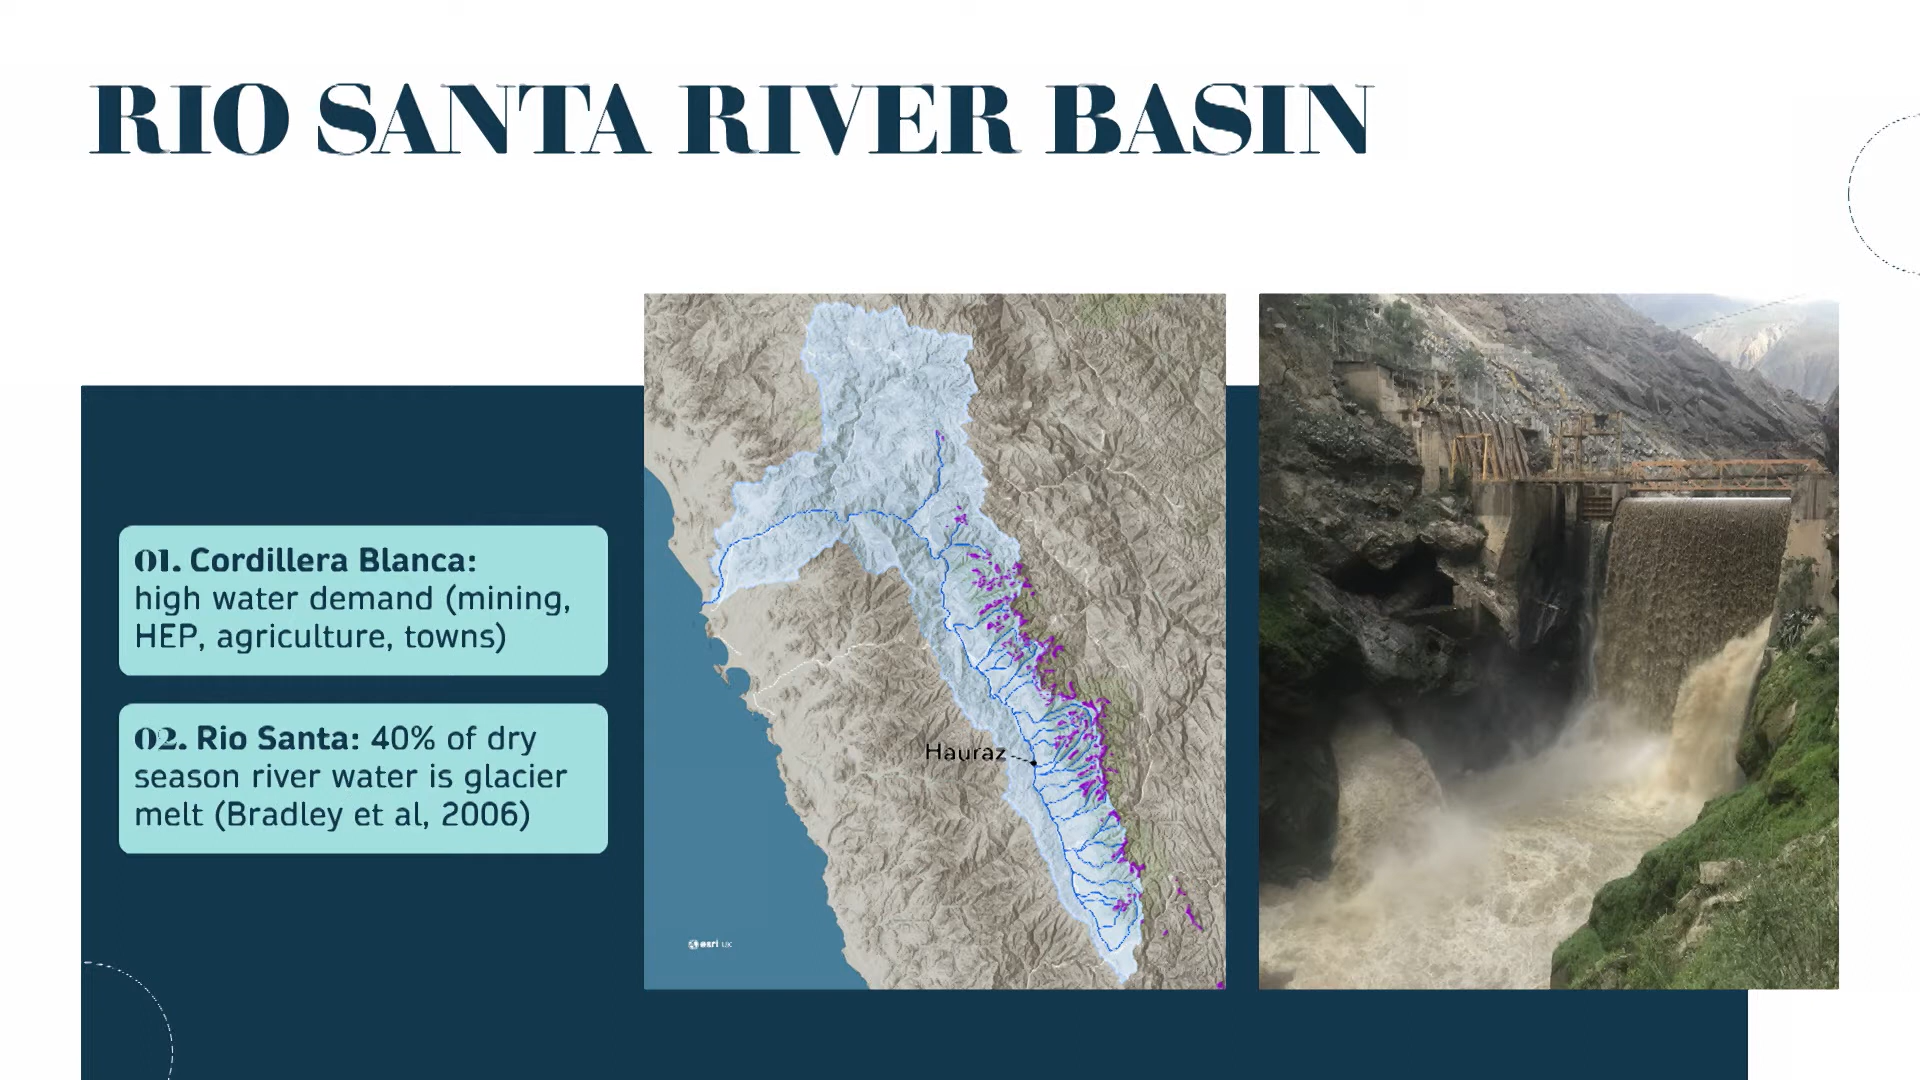 RIO SANTA RIVER BASIN
01. Cordillera Blanca:
high water demand (mining,
HEP, agriculture, towns)
02. Rio Santa: 40% of dry
season river water is glacier
melt (Bradley et al, 2006)
Hauraz
esri UK